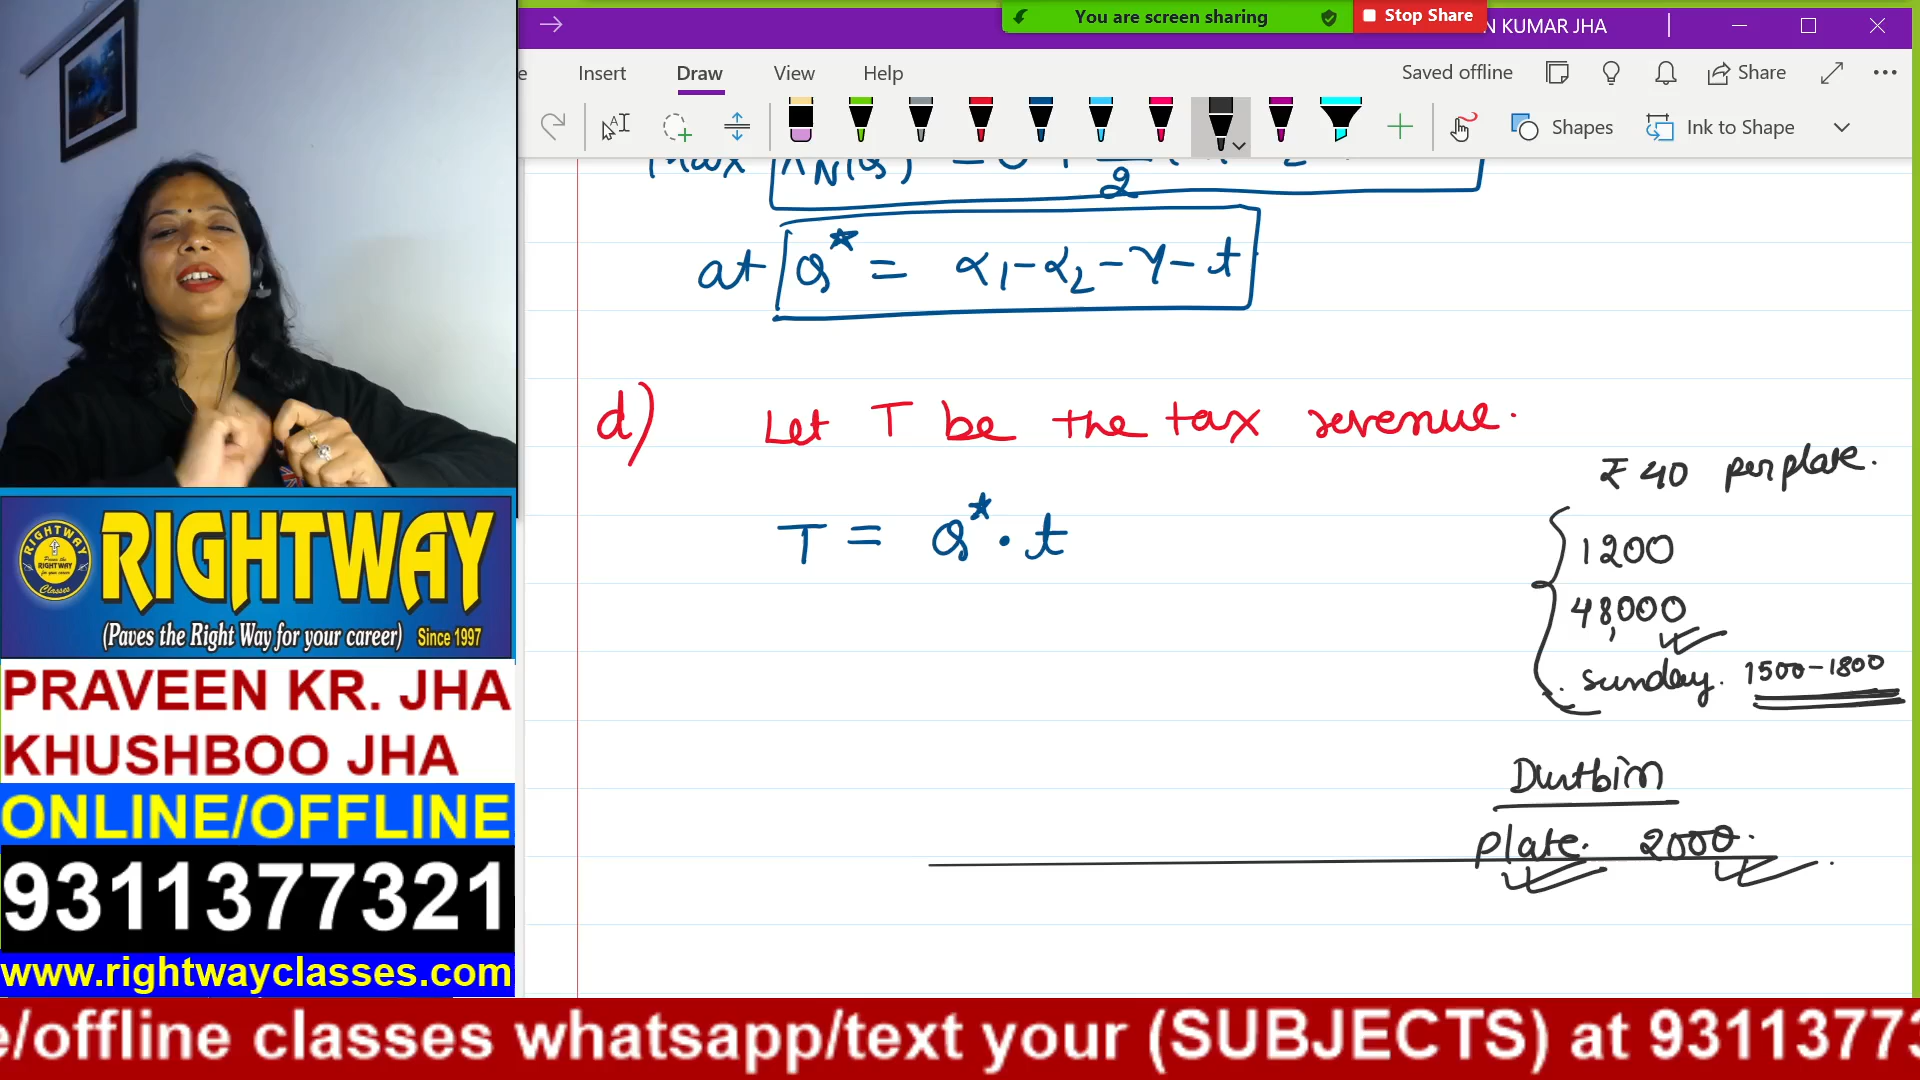 You are screen sharing
Stop Share
N KUMAR JHA
Insert
Draw
View
Help
Saved offline
Share
Shapes
Ink to Shape
Max
at Q* = α1-α2-γ-t
d) Let T be the tax revenue.
T = Q*·t
₹ 40 per plate.
1200
48,000
sunday. 1500-1800
Dustbin
Plate. 2000.
RIGHTWAY
(Paves the Right Way for your career) Since 1997
PRAVEEN KR. JHA
KHUSHBOO JHA
ONLINE/OFFLINE
9311377321
www.rightwayclasses.com
e/offline classes whatsapp/text your (SUBJECTS) at 93113773